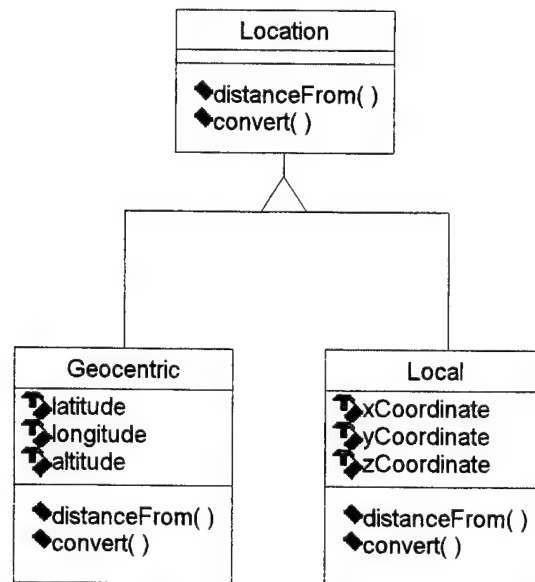 Location
distanceFrom( )
convert( )
Geocentric
latitude
longitude
altitude
distanceFrom( )
convert( )
Local
xCoordinate
yCoordinate
zCoordinate
distanceFrom( )
convert( )